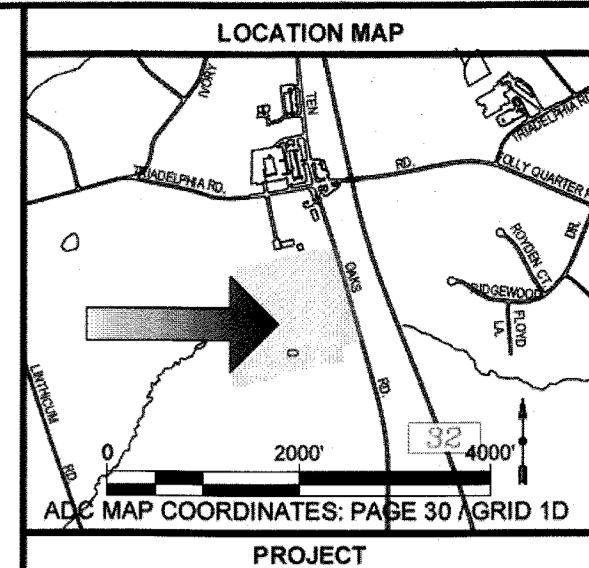 LOCATION MAP
IVORY
TEN
TRIADELPHIA RD.
TRIADELPHIA RD.
RD.
FOLLY QUARTER R
ROYDEN CT.
DR.
RIDGEWOOD
FLOYD
LA.
OAKS
RD.
LINTHICUM
RD.
32
0 2000' 4000'
ADC MAP COORDINATES: PAGE 30 / GRID 1D
PROJECT